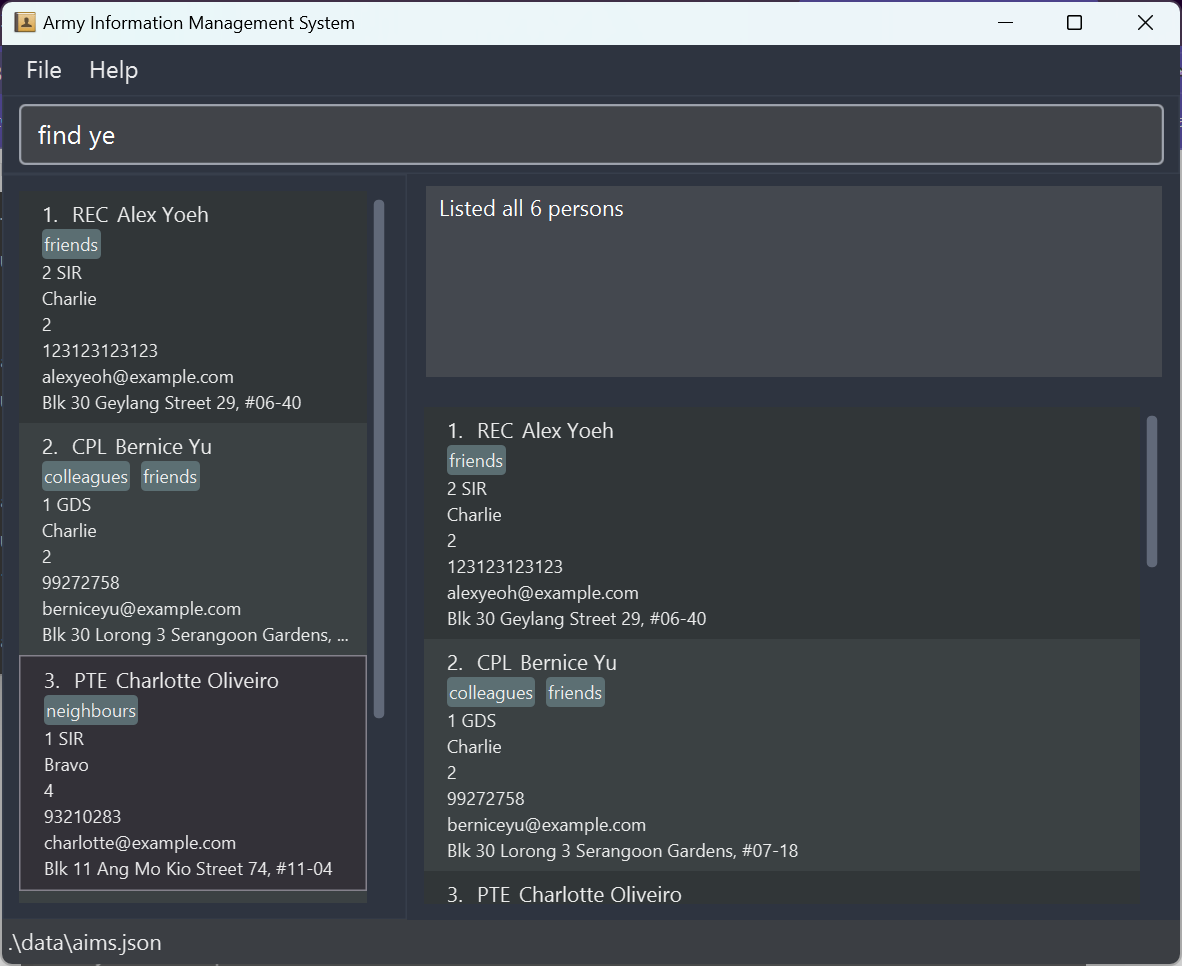 Army Information Management System
File Help
find ye
1. REC Alex Yoeh
friends
2 SIR
Charlie
2
123123123123
alexyeoh@example.com
Blk 30 Geylang Street 29, #06-40
2. CPL Bernice Yu
colleagues friends
1 GDS
Charlie
2
99272758
berniceyu@example.com
Blk 30 Lorong 3 Serangoon Gardens, ...
3. PTE Charlotte Oliveiro
neighbours
1 SIR
Bravo
4
93210283
charlotte@example.com
Blk 11 Ang Mo Kio Street 74, #11-04
Listed all 6 persons
1. REC Alex Yoeh
friends
2 SIR
Charlie
2
123123123123
alexyeoh@example.com
Blk 30 Geylang Street 29, #06-40
2. CPL Bernice Yu
colleagues friends
1 GDS
Charlie
2
99272758
berniceyu@example.com
Blk 30 Lorong 3 Serangoon Gardens, #07-18
3. PTE Charlotte Oliveiro
.\data\aims.json